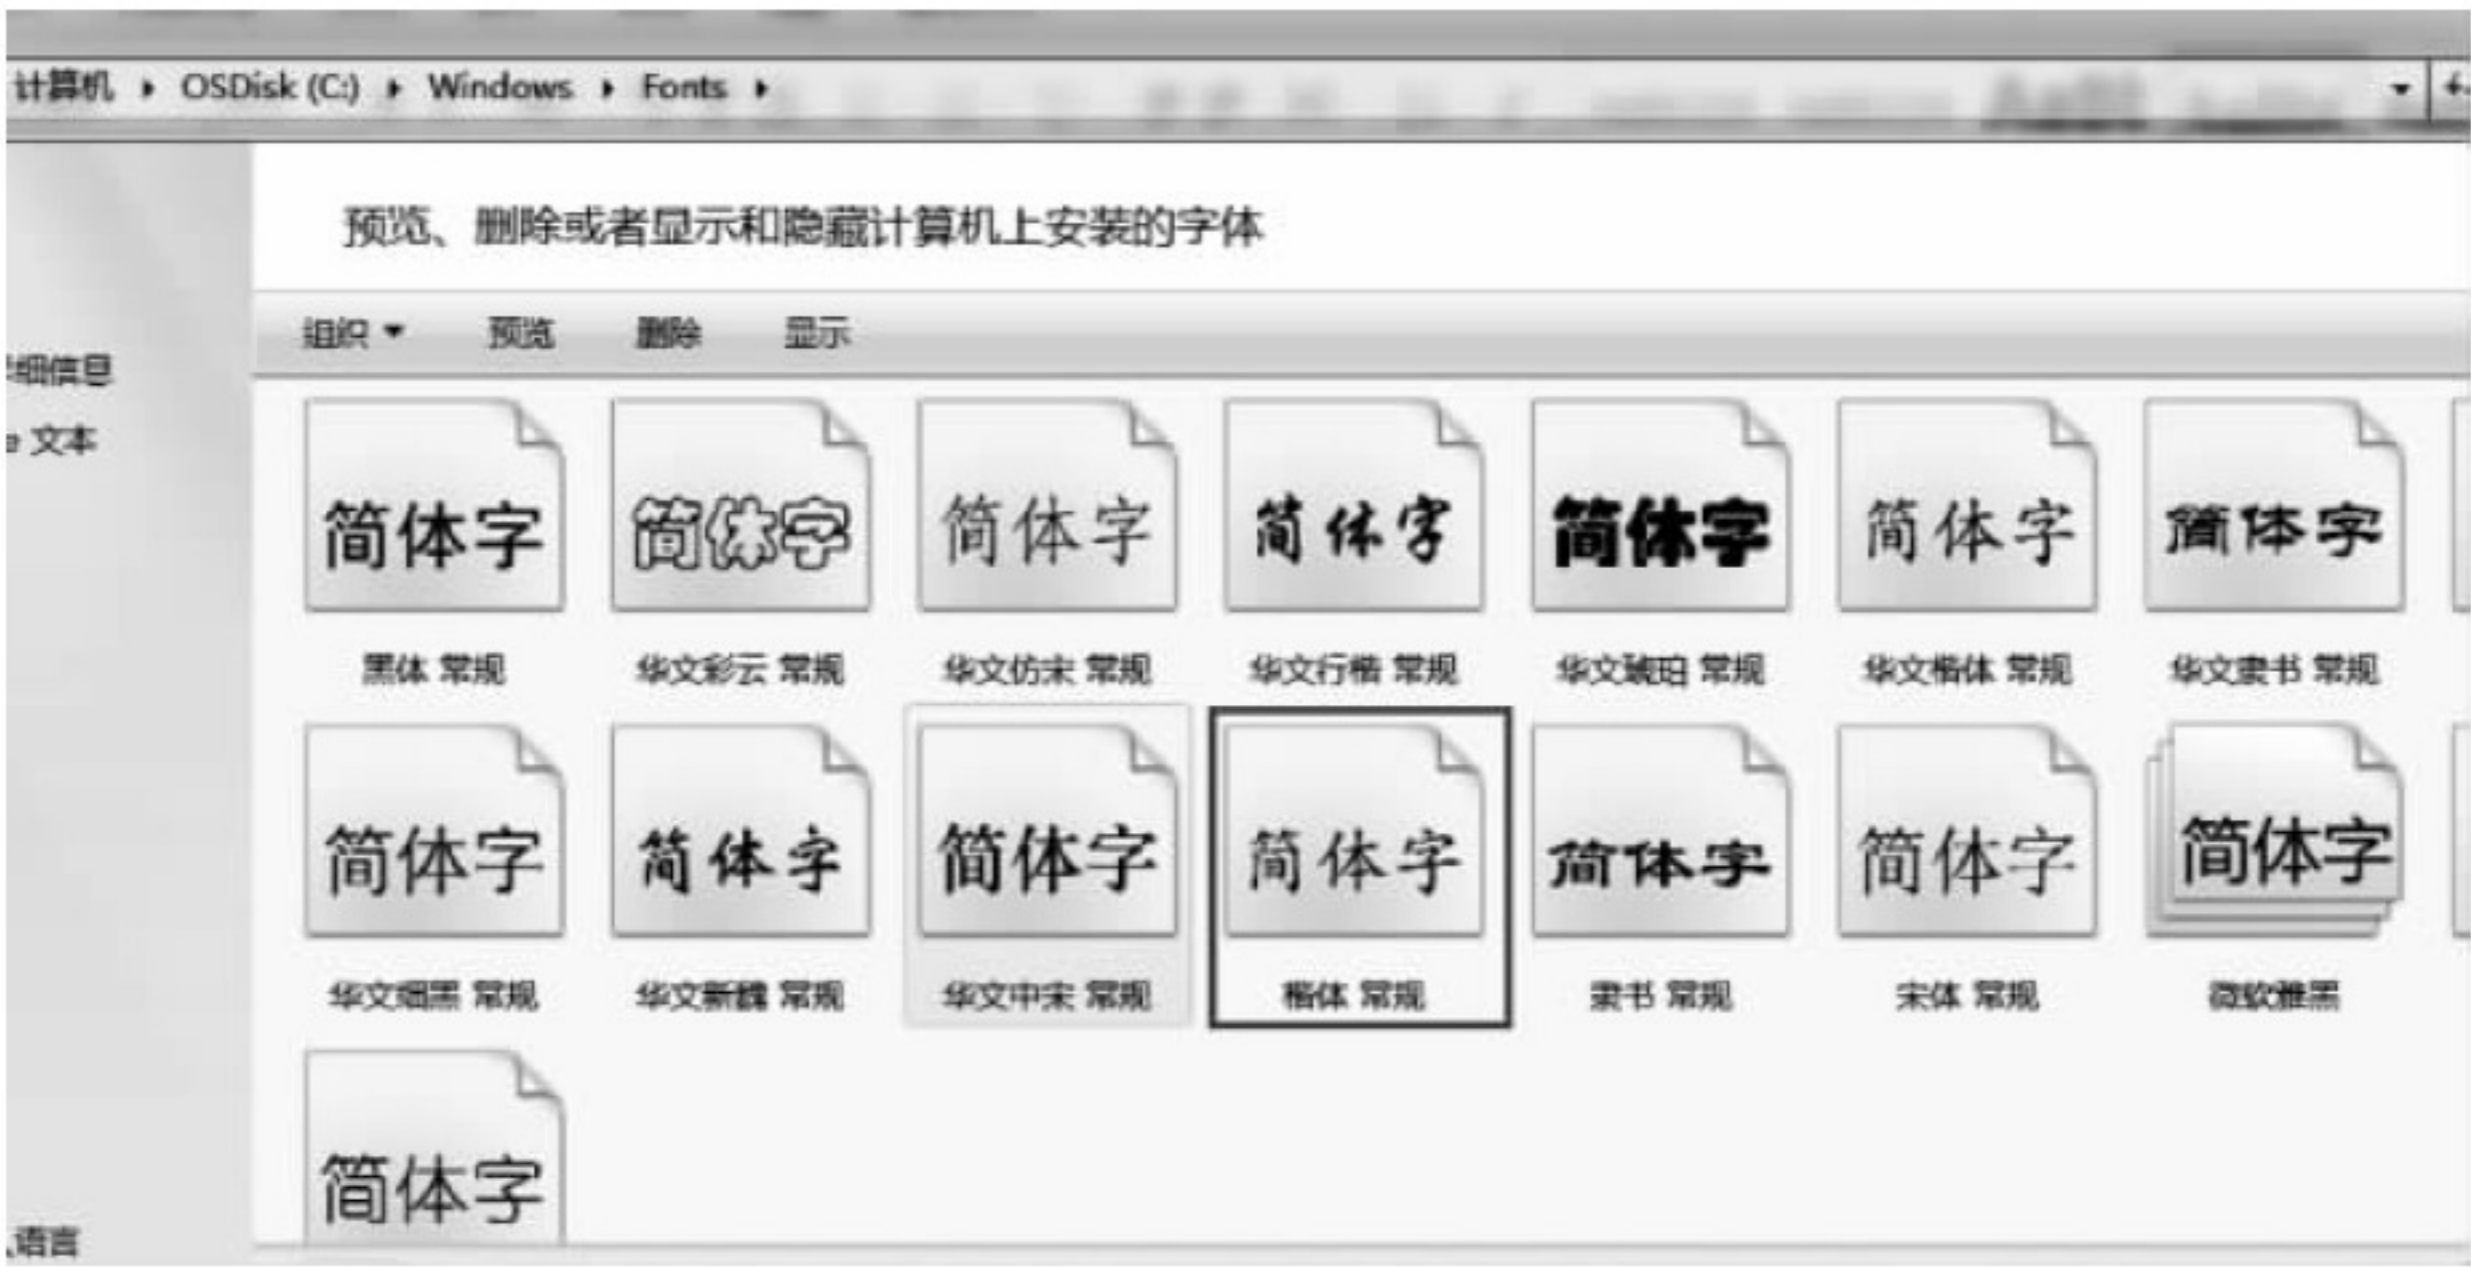 计算机 ▸ OSDisk (C:) ▸ Windows ▸ Fonts ▸
预览、删除或者显示和隐藏计算机上安装的字体
组织 预览 删除 显示
细信息
e 文本
简体字 简体字 简体字 简体字 简体字 简体字 简体字
黑体 常规 华文彩云 常规 华文仿宋 常规 华文行楷 常规 华文琥珀 常规 华文楷体 常规 华文隶书 常规
简体字 简体字 简体字 简体字 简体字 简体字 简体字
华文细黑 常规 华文新魏 常规 华文中宋 常规 楷体 常规 隶书 常规 宋体 常规 微软雅黑
简体字
语言